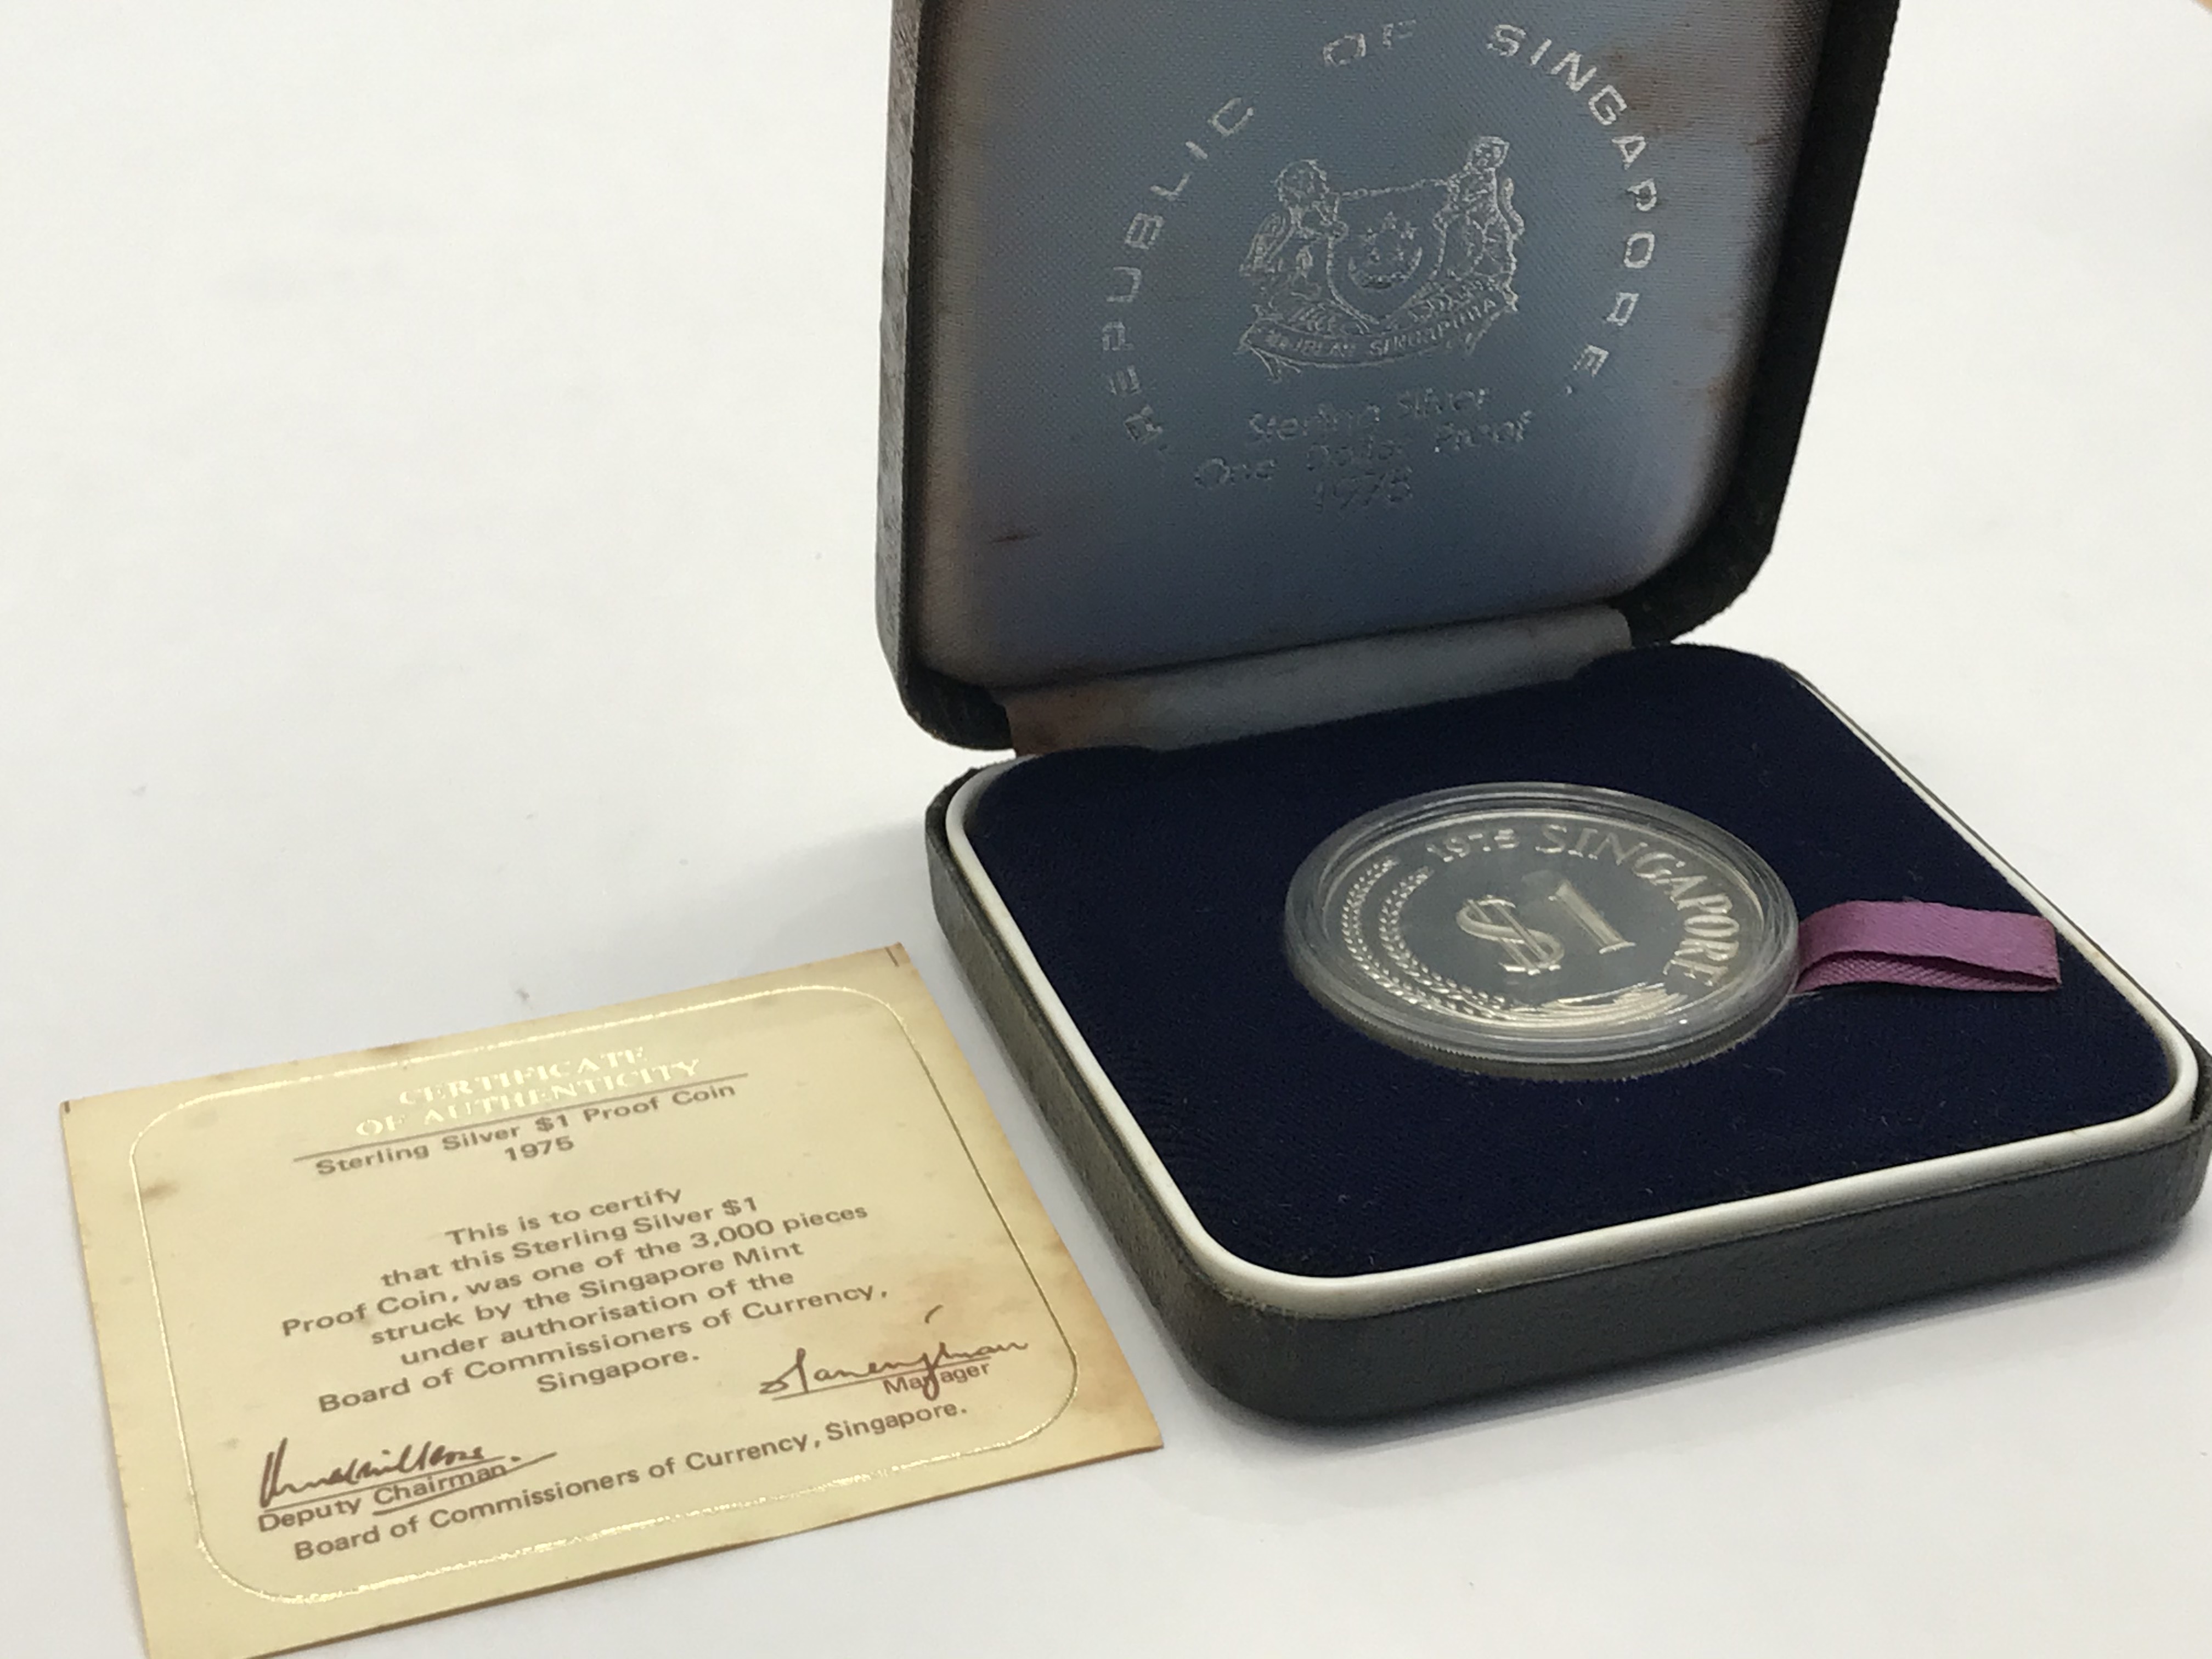 REPUBLIC OF SINGAPORE
MAJULAH SINGAPURA
Sterling Silver
One Dollar Proof
1975
1975 SINGAPORE
$1
CERTIFICATE
OF AUTHENTICITY
Sterling Silver $1 Proof Coin
1975
This is to certify
that this Sterling Silver $1
Proof Coin, was one of the 3,000 pieces
struck by the Singapore Mint
under authorisation of the
Board of Commissioners of Currency,
Singapore.
Manager
Deputy Chairman
Board of Commissioners of Currency, Singapore.